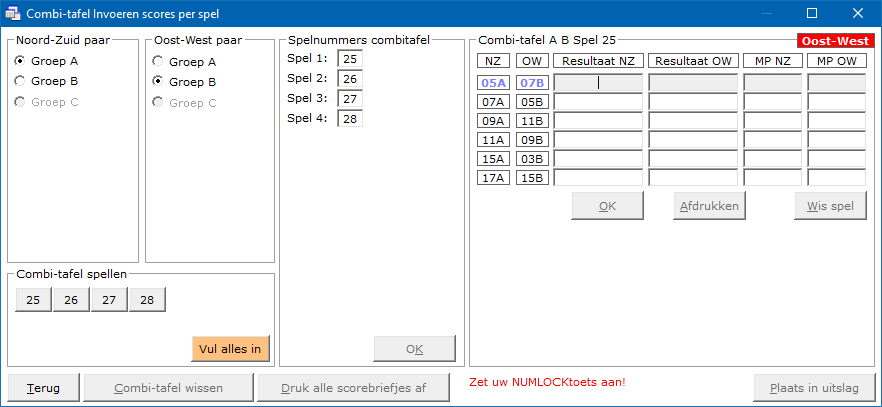 Combi-tafel Invoeren scores per spel
Noord-Zuid paar
Groep A
Groep B
Groep C
Oost-West paar
Groep A
Groep B
Groep C
Spelnummers combitafel
Spel 1: 25
Spel 2: 26
Spel 3: 27
Spel 4: 28
Combi-tafel A B Spel 25
Oost-West
NZ OW Resultaat NZ Resultaat OW MP NZ MP OW
05A 07B
07A 05B
09A 11B
11A 09B
15A 03B
17A 15B
OK Afdrukken Wis spel
Combi-tafel spellen
25 26 27 28
Vul alles in
OK
Terug Combi-tafel wissen Druk alle scorebriefjes af
Zet uw NUMLOCKtoets aan!
Plaats in uitslag